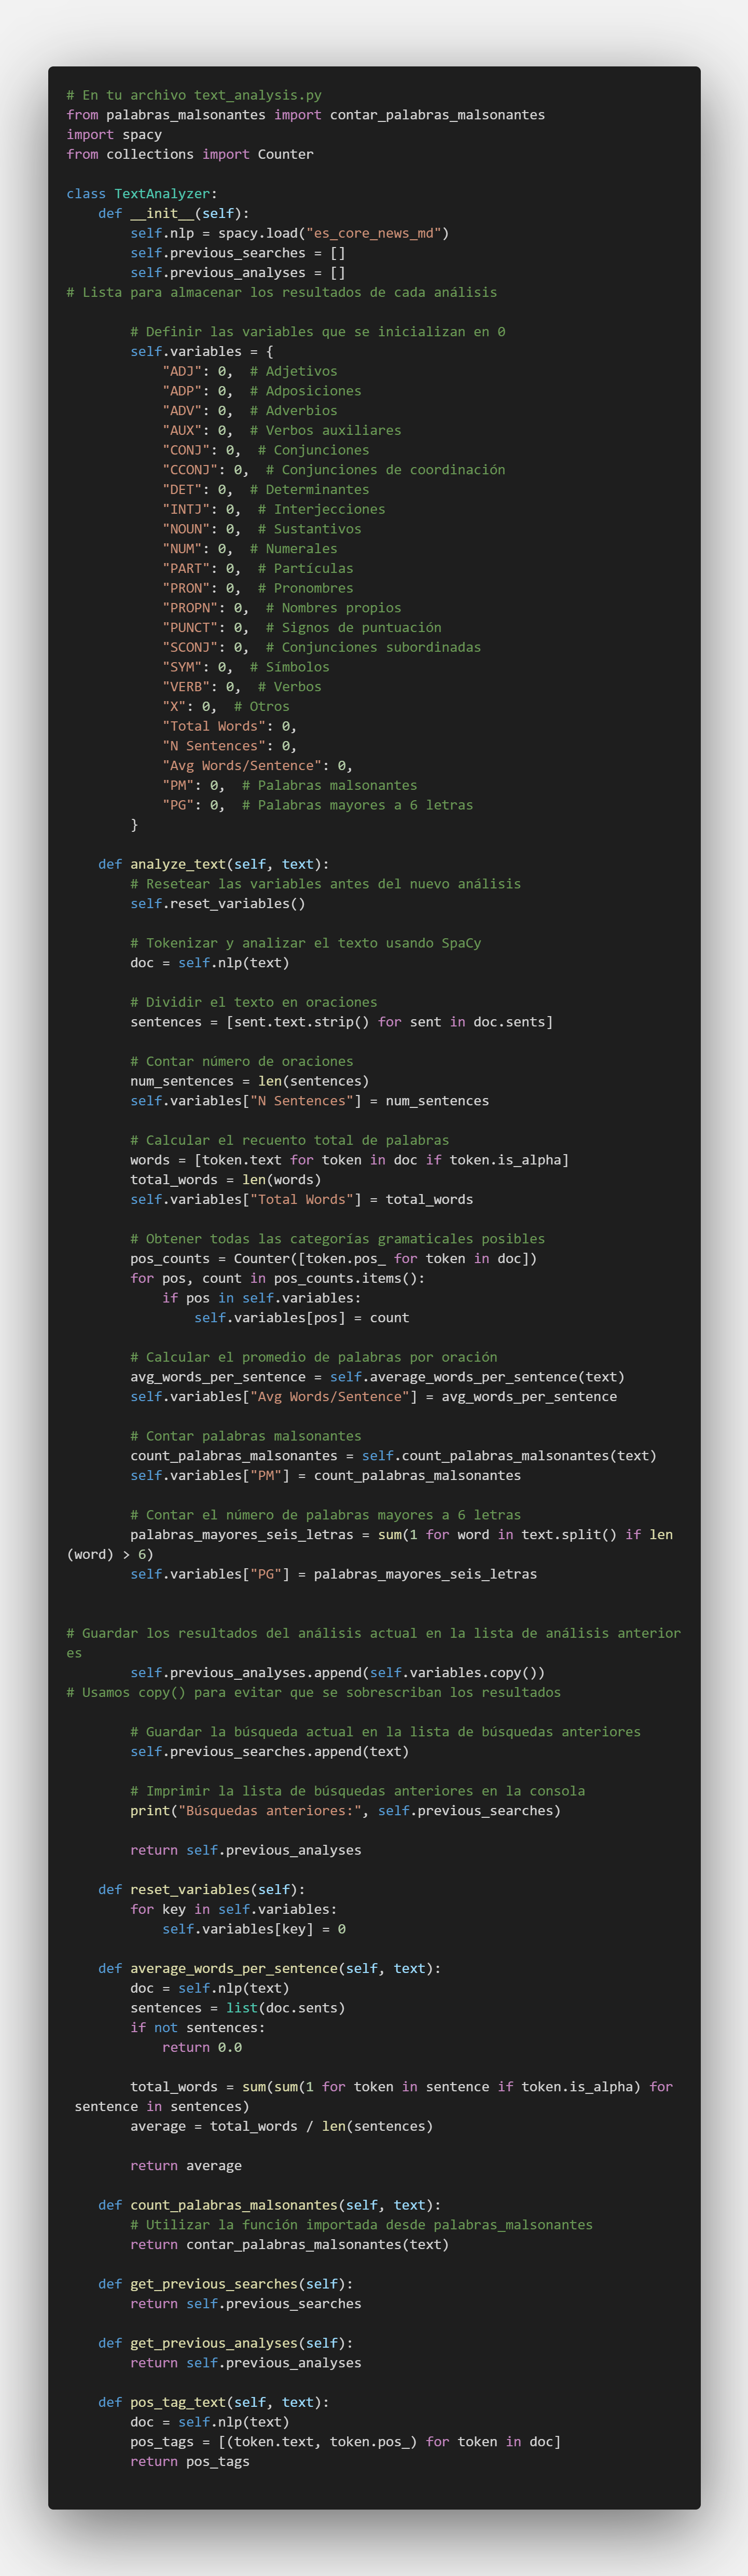 # En tu archivo text_analysis.py
from palabras_malsonantes import contar_palabras_malsonantes
import spacy
from collections import Counter

class TextAnalyzer:
    def __init__(self):
        self.nlp = spacy.load("es_core_news_md")
        self.previous_searches = []
        self.previous_analyses = []
# Lista para almacenar los resultados de cada análisis

        # Definir las variables que se inicializan en 0
        self.variables = {
            "ADJ": 0,  # Adjetivos
            "ADP": 0,  # Adposiciones
            "ADV": 0,  # Adverbios
            "AUX": 0,  # Verbos auxiliares
            "CONJ": 0,  # Conjunciones
            "CCONJ": 0,  # Conjunciones de coordinación
            "DET": 0,  # Determinantes
            "INTJ": 0,  # Interjecciones
            "NOUN": 0,  # Sustantivos
            "NUM": 0,  # Numerales
            "PART": 0,  # Partículas
            "PRON": 0,  # Pronombres
            "PROPN": 0,  # Nombres propios
            "PUNCT": 0,  # Signos de puntuación
            "SCONJ": 0,  # Conjunciones subordinadas
            "SYM": 0,  # Símbolos
            "VERB": 0,  # Verbos
            "X": 0,  # Otros
            "Total Words": 0,
            "N Sentences": 0,
            "Avg Words/Sentence": 0,
            "PM": 0,  # Palabras malsonantes
            "PG": 0,  # Palabras mayores a 6 letras
        }

    def analyze_text(self, text):
        # Resetear las variables antes del nuevo análisis
        self.reset_variables()

        # Tokenizar y analizar el texto usando SpaCy
        doc = self.nlp(text)

        # Dividir el texto en oraciones
        sentences = [sent.text.strip() for sent in doc.sents]

        # Contar número de oraciones
        num_sentences = len(sentences)
        self.variables["N Sentences"] = num_sentences

        # Calcular el recuento total de palabras
        words = [token.text for token in doc if token.is_alpha]
        total_words = len(words)
        self.variables["Total Words"] = total_words

        # Obtener todas las categorías gramaticales posibles
        pos_counts = Counter([token.pos_ for token in doc])
        for pos, count in pos_counts.items():
            if pos in self.variables:
                self.variables[pos] = count

        # Calcular el promedio de palabras por oración
        avg_words_per_sentence = self.average_words_per_sentence(text)
        self.variables["Avg Words/Sentence"] = avg_words_per_sentence

        # Contar palabras malsonantes
        count_palabras_malsonantes = self.count_palabras_malsonantes(text)
        self.variables["PM"] = count_palabras_malsonantes

        # Contar el número de palabras mayores a 6 letras
        palabras_mayores_seis_letras = sum(1 for word in text.split() if len
(word) > 6)
        self.variables["PG"] = palabras_mayores_seis_letras


# Guardar los resultados del análisis actual en la lista de análisis anterior
es
        self.previous_analyses.append(self.variables.copy())
# Usamos copy() para evitar que se sobrescriban los resultados

        # Guardar la búsqueda actual en la lista de búsquedas anteriores
        self.previous_searches.append(text)

        # Imprimir la lista de búsquedas anteriores en la consola
        print("Búsquedas anteriores:", self.previous_searches)

        return self.previous_analyses

    def reset_variables(self):
        for key in self.variables:
            self.variables[key] = 0

    def average_words_per_sentence(self, text):
        doc = self.nlp(text)
        sentences = list(doc.sents)
        if not sentences:
            return 0.0

        total_words = sum(sum(1 for token in sentence if token.is_alpha) for
 sentence in sentences)
        average = total_words / len(sentences)

        return average

    def count_palabras_malsonantes(self, text):
        # Utilizar la función importada desde palabras_malsonantes
        return contar_palabras_malsonantes(text)

    def get_previous_searches(self):
        return self.previous_searches

    def get_previous_analyses(self):
        return self.previous_analyses

    def pos_tag_text(self, text):
        doc = self.nlp(text)
        pos_tags = [(token.text, token.pos_) for token in doc]
        return pos_tags